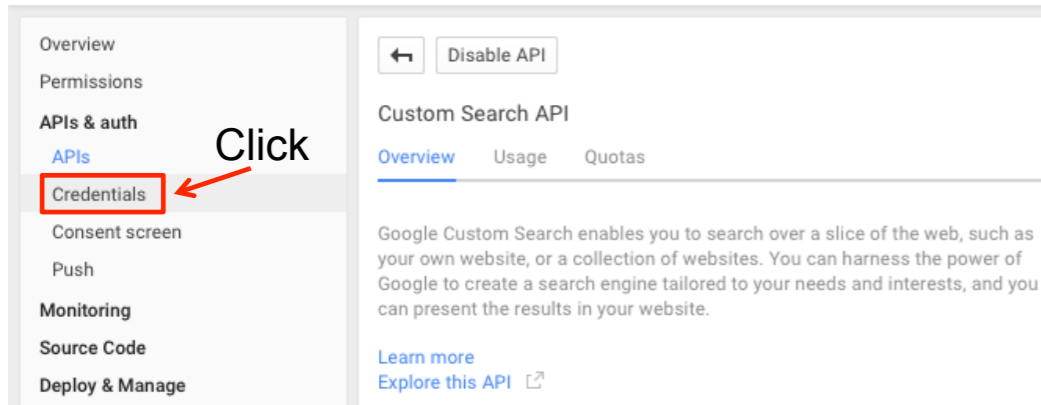 Overview
Permissions
APIs & auth
APIs
Click
Credentials
Consent screen
Push
Monitoring
Source Code
Deploy & Manage
Disable API
Custom Search API
Overview Usage Quotas
Google Custom Search enables you to search over a slice of the web, such as
your own website, or a collection of websites. You can harness the power of
Google to create a search engine tailored to your needs and interests, and you
can present the results in your website.
Learn more
Explore this API